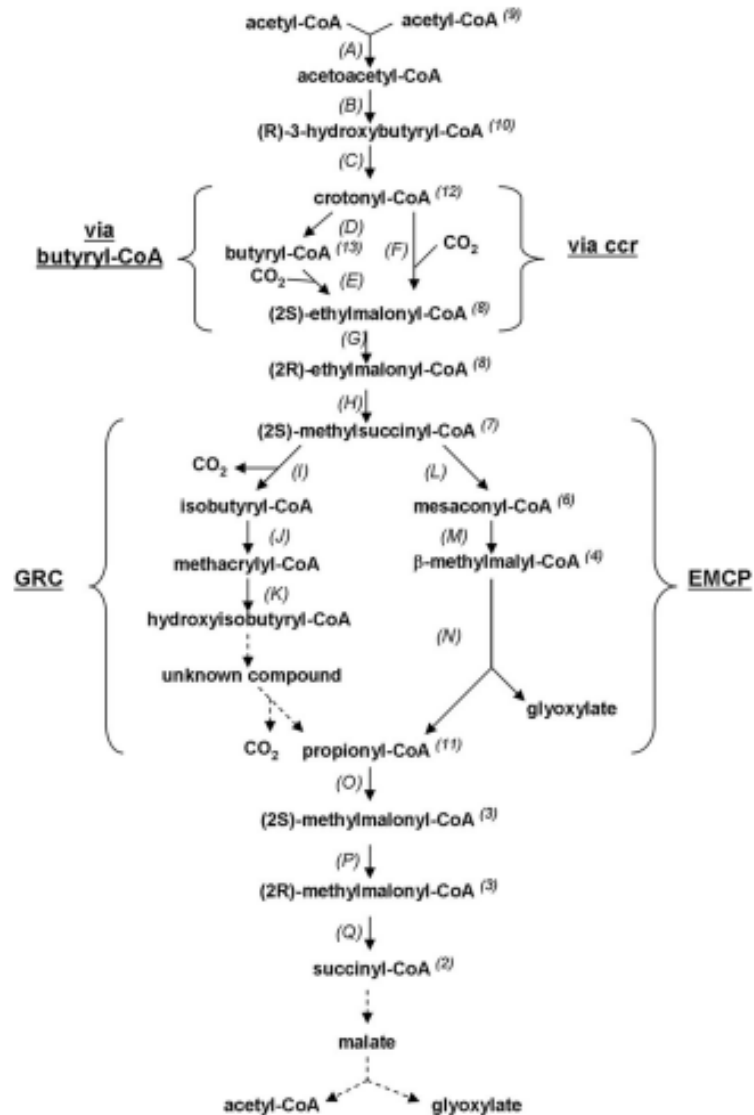 acetyl-CoA acetyl-CoA (9)
(A)
acetoacetyl-CoA
(B)
(R)-3-hydroxybutyryl-CoA (10)
(C)
crotonyl-CoA (12)
via
butyryl-CoA
(D)
butyryl-CoA (13)
(F)
CO2
via ccr
CO2
(E)
(2S)-ethylmalonyl-CoA (8)
(G)
(2R)-ethylmalonyl-CoA (8)
(H)
(2S)-methylsuccinyl-CoA (7)
CO2
(I)
(L)
isobutyryl-CoA
mesaconyl-CoA (6)
(J)
(M)
methacrylyl-CoA
β-methylmalyl-CoA (4)
GRC
EMCP
(K)
hydroxyisobutyryl-CoA
(N)
unknown compound
glyoxylate
CO2
propionyl-CoA (11)
(O)
(2S)-methylmalonyl-CoA (3)
(P)
(2R)-methylmalonyl-CoA (3)
(Q)
succinyl-CoA (2)
malate
acetyl-CoA
glyoxylate